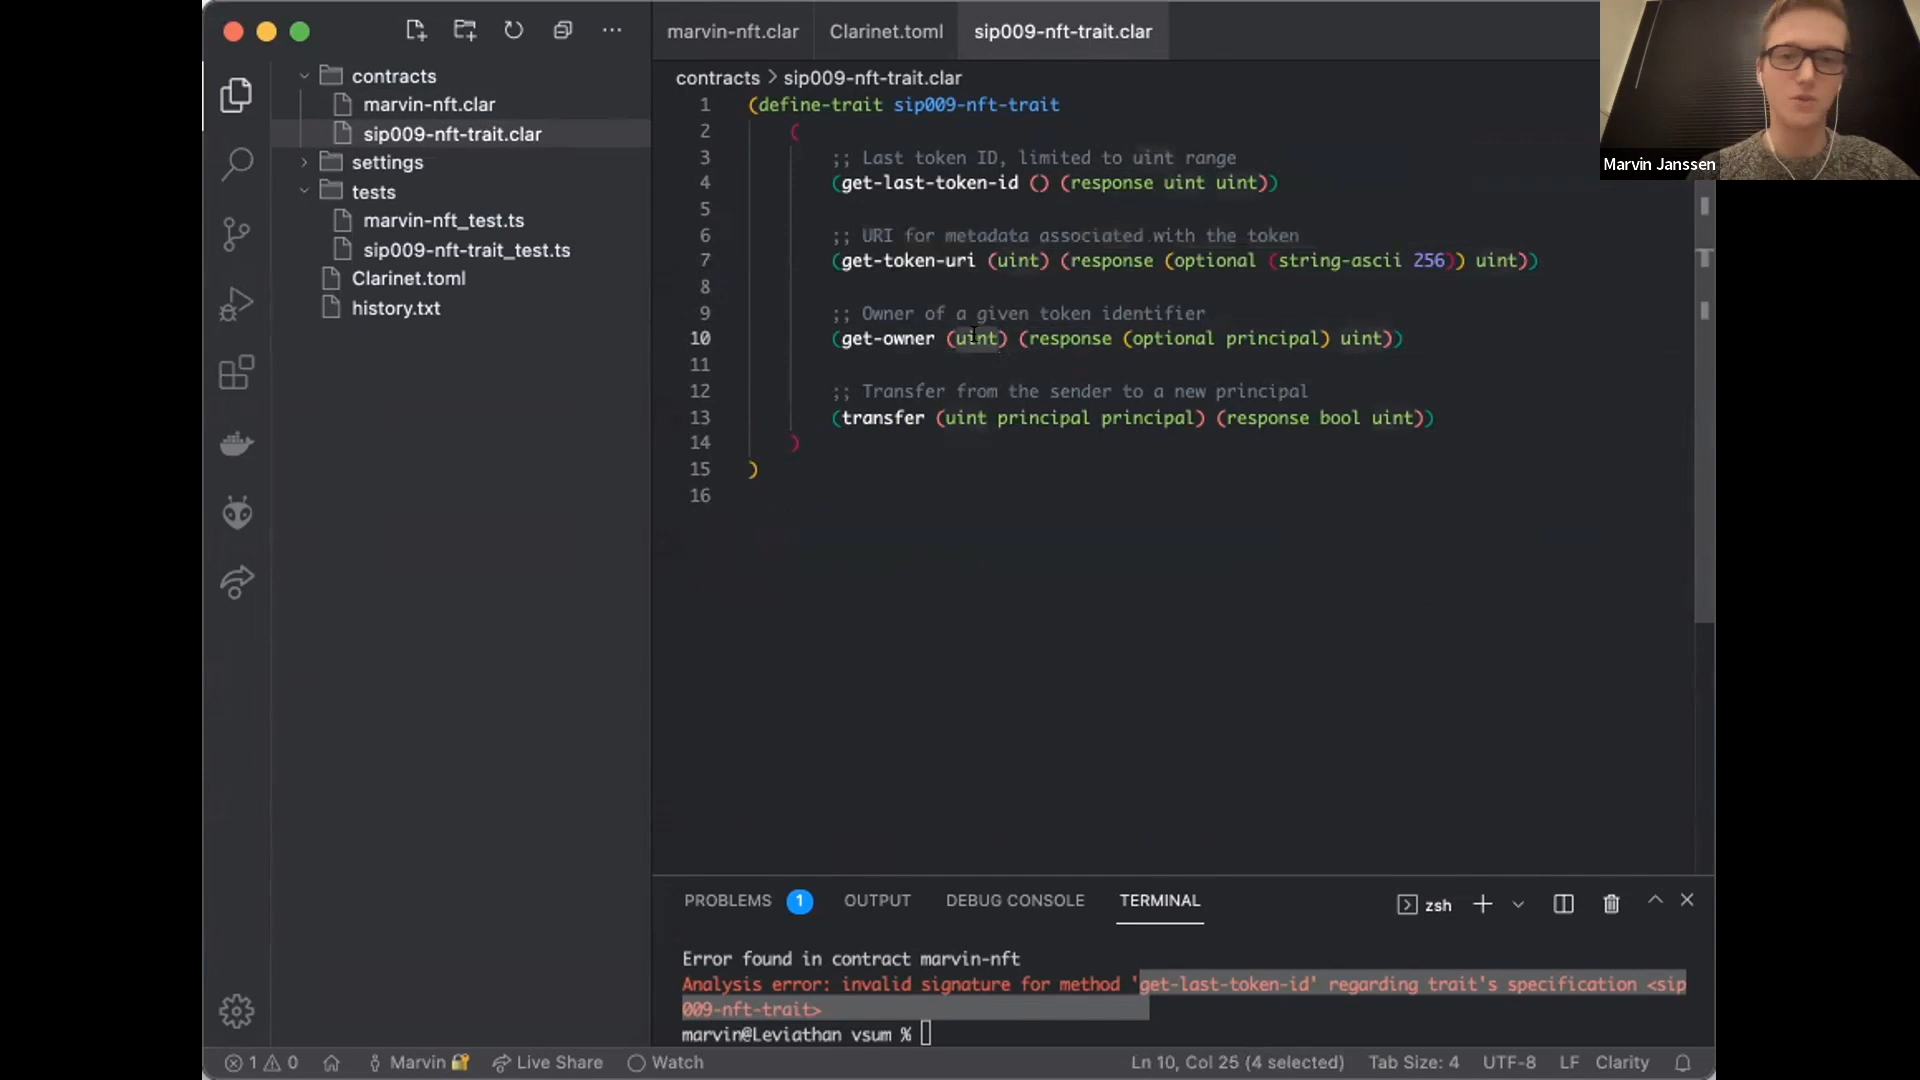 marvin-nft.clar
Clarinet.toml
sip009-nft-trait.clar
contracts
marvin-nft.clar
sip009-nft-trait.clar
settings
tests
marvin-nft_test.ts
sip009-nft-trait_test.ts
Clarinet.toml
history.txt
contracts > sip009-nft-trait.clar
1 (define-trait sip009-nft-trait
2 (
3 ;; Last token ID, limited to uint range
4 (get-last-token-id () (response uint uint))
5
6 ;; URI for metadata associated with the token
7 (get-token-uri (uint) (response (optional (string-ascii 256)) uint))
8
9 ;; Owner of a given token identifier
10 (get-owner (uint) (response (optional principal) uint))
11
12 ;; Transfer from the sender to a new principal
13 (transfer (uint principal principal) (response bool uint))
14 )
15 )
16
Marvin Janssen
PROBLEMS 1 OUTPUT DEBUG CONSOLE TERMINAL
zsh
Error found in contract marvin-nft
Analysis error: invalid signature for method 'get-last-token-id' regarding trait's specification <sip
009-nft-trait>
marvin@Leviathan vsum %
1 0 Marvin Live Share Watch Ln 10, Col 25 (4 selected) Tab Size: 4 UTF-8 LF Clarity